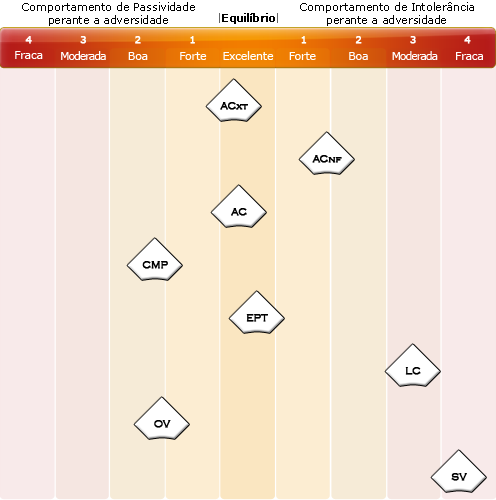 Comportamento de Passividade
perante a adversidade
|Equilíbrio|
Comportamento de Intolerância
perante a adversidade
4 3 2 1 1 2 3 4
Fraca Moderada Boa Forte Excelente Forte Boa Moderada Fraca
ACXT
ACNF
AC
CMP
EPT
LC
OV
SV